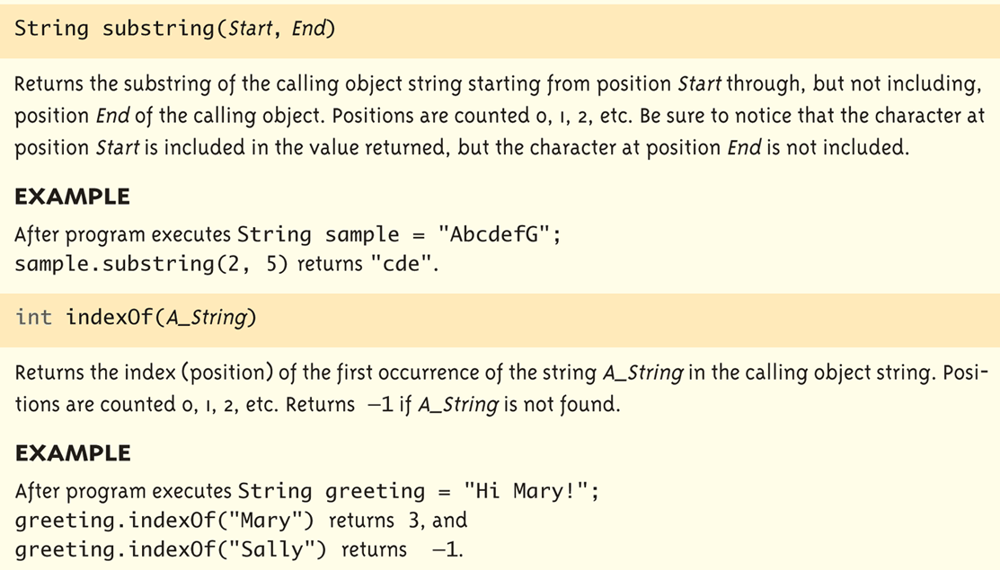 String substring(Start, End)
Returns the substring of the calling object string starting from position Start through, but not including,
position End of the calling object. Positions are counted 0, 1, 2, etc. Be sure to notice that the character at
position Start is included in the value returned, but the character at position End is not included.
EXAMPLE
After program executes String sample = "AbcdefG";
sample.substring(2, 5) returns "cde".
int indexOf(A_String)
Returns the index (position) of the first occurrence of the string A_String in the calling object string. Posi-
tions are counted 0, 1, 2, etc. Returns –1 if A_String is not found.
EXAMPLE
After program executes String greeting = "Hi Mary!";
greeting.indexOf("Mary") returns 3, and
greeting.indexOf("Sally") returns –1.